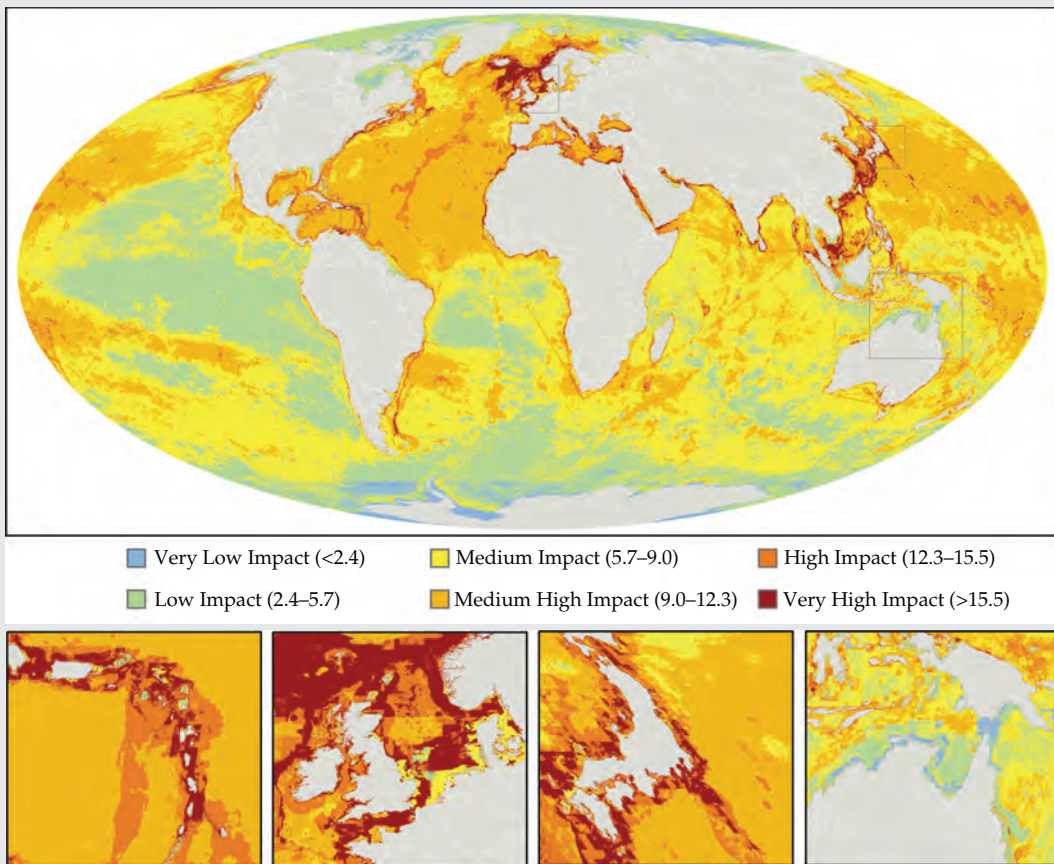 Very Low Impact (<2.4)
Medium Impact (5.7–9.0)
High Impact (12.3–15.5)
Low Impact (2.4–5.7)
Medium High Impact (9.0–12.3)
Very High Impact (>15.5)